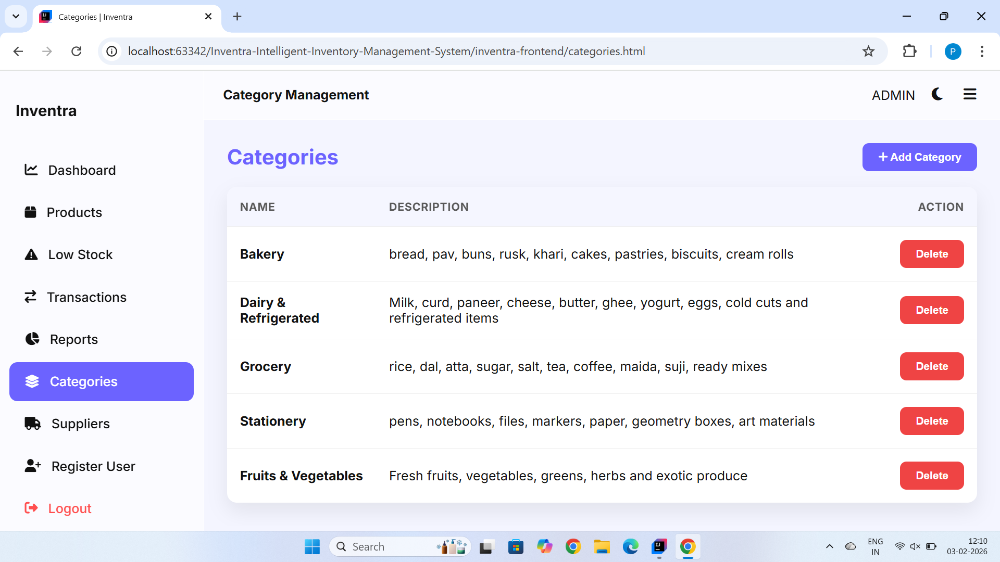 Categories | Inventra
localhost:63342/Inventra-Intelligent-Inventory-Management-System/inventra-frontend/categories.html
P
Inventra
Dashboard
Products
Low Stock
Transactions
Reports
Categories
Suppliers
Register User
Logout
Category Management
ADMIN
Categories
+ Add Category
NAME DESCRIPTION ACTION
Bakery bread, pav, buns, rusk, khari, cakes, pastries, biscuits, cream rolls Delete
Dairy & Refrigerated
Milk, curd, paneer, cheese, butter, ghee, yogurt, eggs, cold cuts and
refrigerated items
Delete
Grocery rice, dal, atta, sugar, salt, tea, coffee, maida, suji, ready mixes Delete
Stationery pens, notebooks, files, markers, paper, geometry boxes, art materials Delete
Fruits & Vegetables Fresh fruits, vegetables, greens, herbs and exotic produce Delete
Search
ENG
IN
12:10
03-02-2026